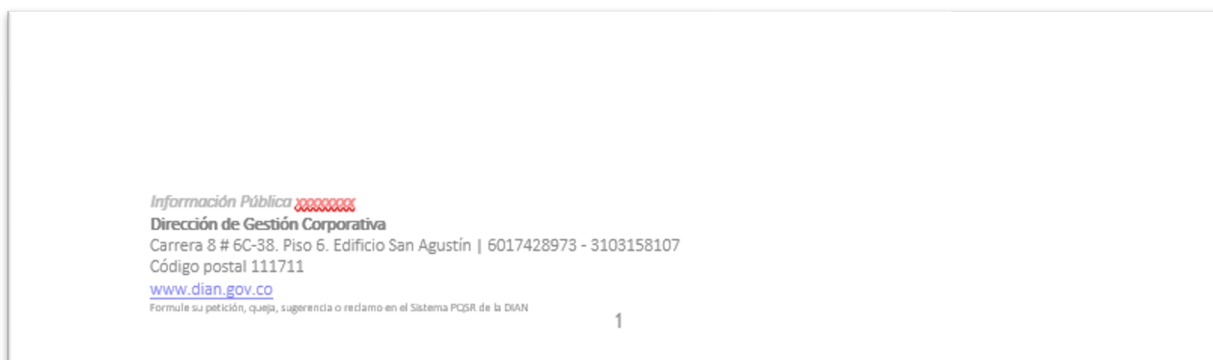 Información Pública xxxxxxxx
Dirección de Gestión Corporativa
Carrera 8 # 6C-38. Piso 6. Edificio San Agustín | 6017428973 - 3103158107
Código postal 111711
www.dian.gov.co
Formule su petición, queja, sugerencia o reclamo en el Sistema PQSR de la DIAN
1